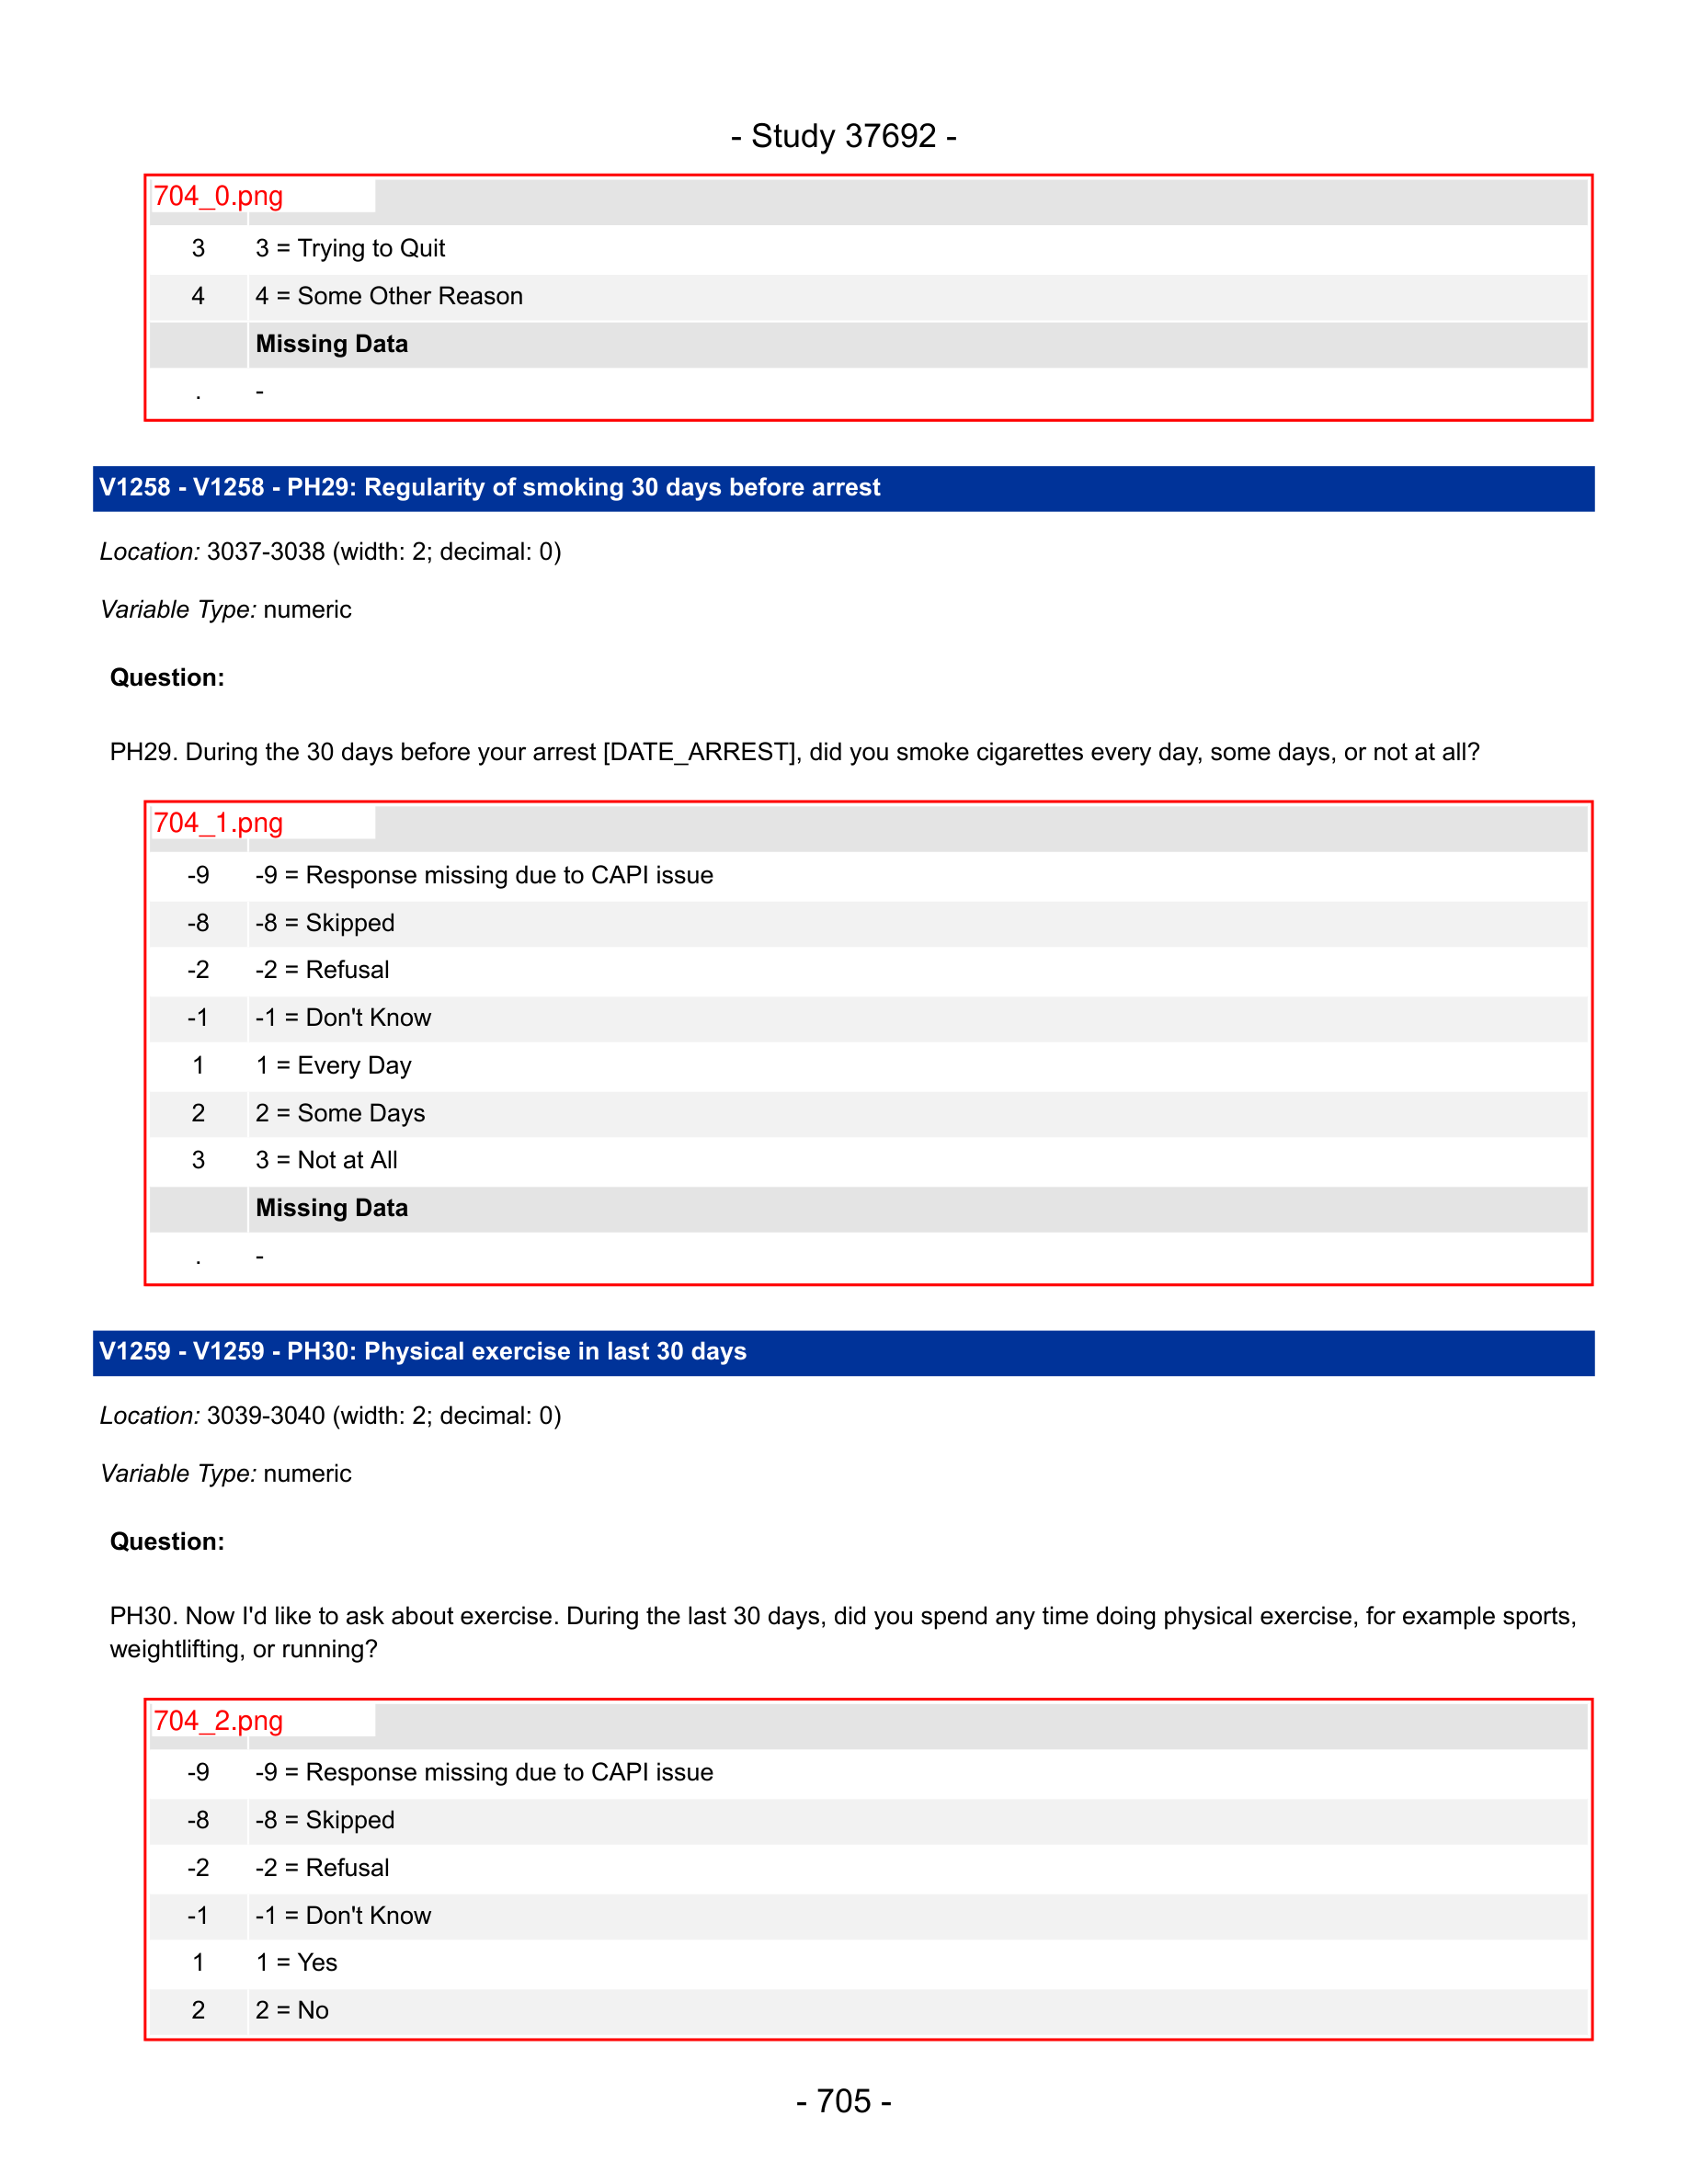 - Study 37692 -
704_0.png
3 3 = Trying to Quit
4 4 = Some Other Reason
Missing Data
. -
V1258 - V1258 - PH29: Regularity of smoking 30 days before arrest
Location: 3037-3038 (width: 2; decimal: 0)
Variable Type: numeric
Question:
PH29. During the 30 days before your arrest [DATE_ARREST], did you smoke cigarettes every day, some days, or not at all?
704_1.png
-9 -9 = Response missing due to CAPI issue
-8 -8 = Skipped
-2 -2 = Refusal
-1 -1 = Don't Know
1 1 = Every Day
2 2 = Some Days
3 3 = Not at All
Missing Data
. -
V1259 - V1259 - PH30: Physical exercise in last 30 days
Location: 3039-3040 (width: 2; decimal: 0)
Variable Type: numeric
Question:
PH30. Now I'd like to ask about exercise. During the last 30 days, did you spend any time doing physical exercise, for example sports,
weightlifting, or running?
704_2.png
-9 -9 = Response missing due to CAPI issue
-8 -8 = Skipped
-2 -2 = Refusal
-1 -1 = Don't Know
1 1 = Yes
2 2 = No
- 705 -